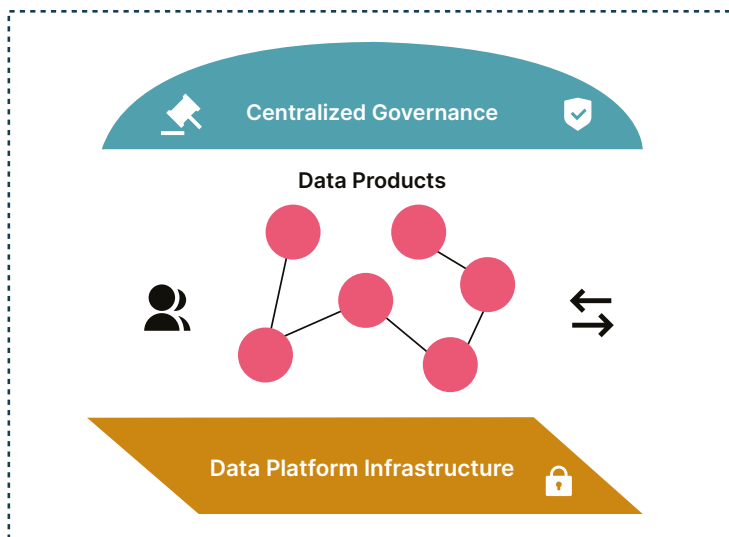 Centralized Governance
Data Products
Data Platform Infrastructure